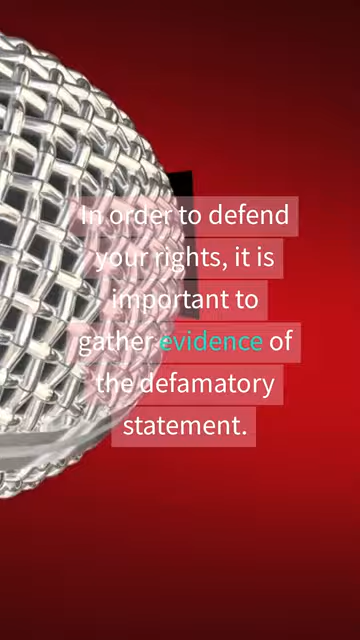 In order to defend
your rights, it is
important to
gather evidence of
the defamatory
statement.